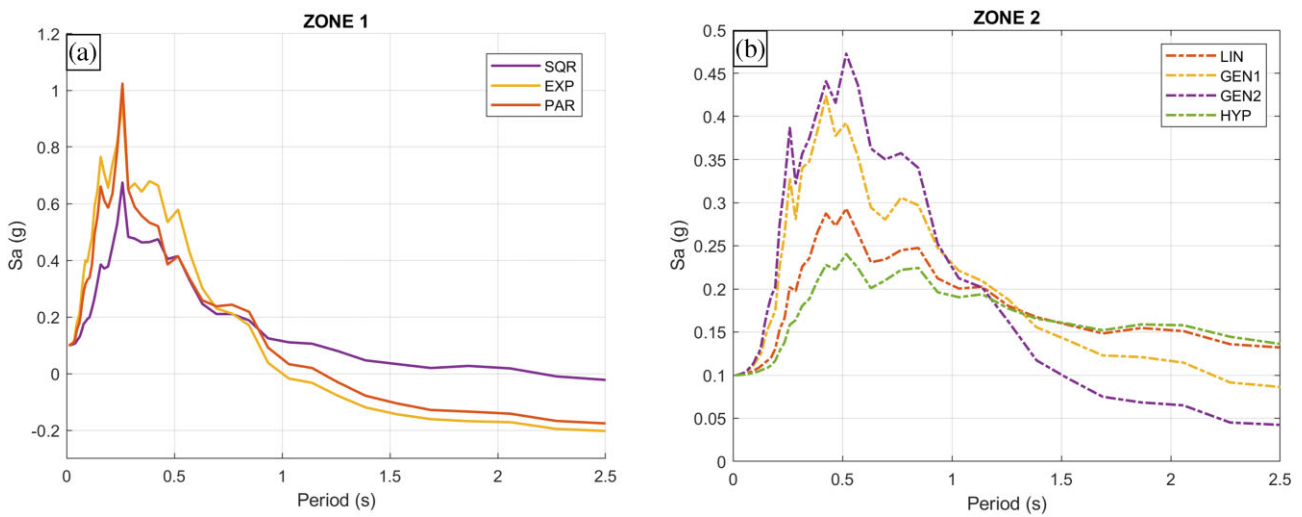 ZONE 1
(a)
SQR
EXP
PAR
1.2
1
0.8
0.6
0.4
0.2
0
-0.2
Sa (g)
0 0.5 1 1.5 2 2.5
Period (s)
ZONE 2
(b)
LIN
GEN1
GEN2
HYP
0.5
0.45
0.4
0.35
0.3
0.25
0.2
0.15
0.1
0.05
0
Sa (g)
0 0.5 1 1.5 2 2.5
Period (s)